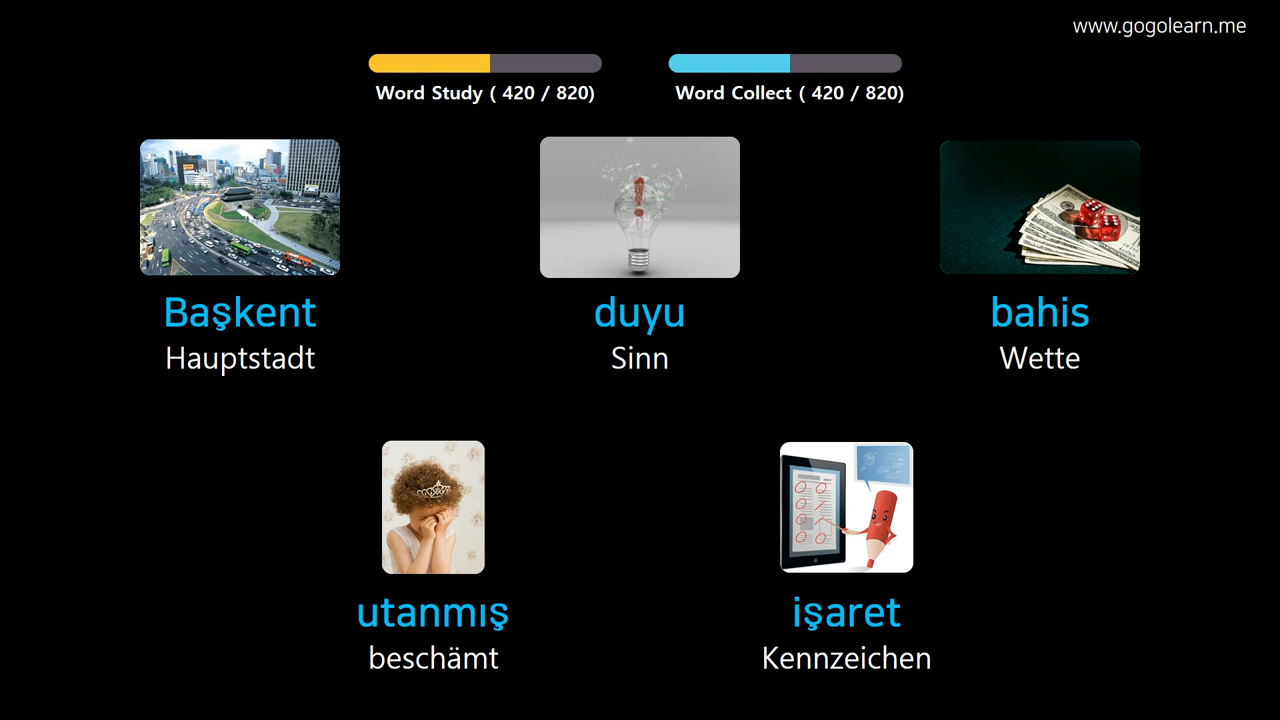 www.gogolearn.me
Word Study ( 420 / 820)
Word Collect ( 420 / 820)
Başkent
Hauptstadt
duyu
Sinn
bahis
Wette
utanmış
beschämt
işaret
Kennzeichen